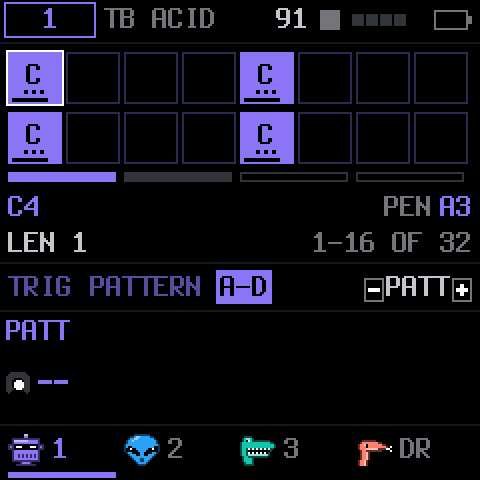 1 TB ACID 91
C C
C C
C4 PEN A3
LEN 1 1-16 OF 32
TRIG PATTERN A-D -PATT+
PATT
--
1 2 3 DR